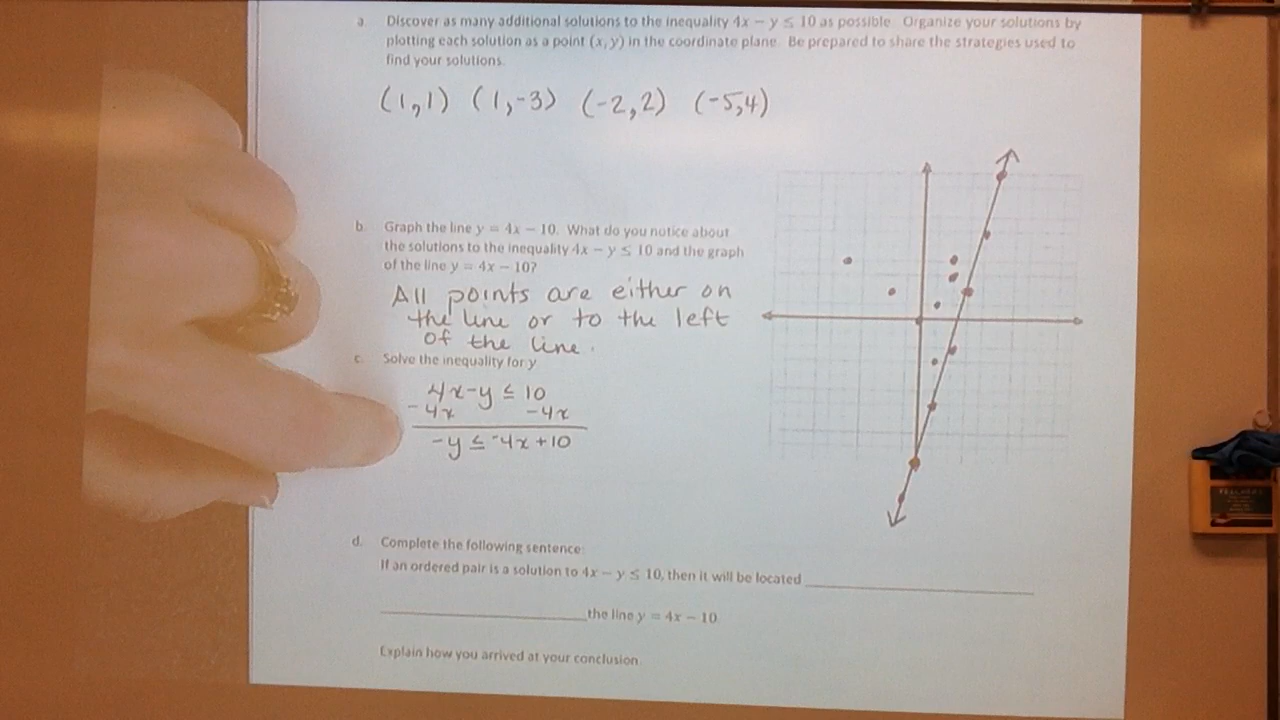 a. Discover as many additional solutions to the inequality 4x − y ≤ 10 as possible. Organize your solutions by
plotting each solution as a point (x, y) in the coordinate plane. Be prepared to share the strategies used to
find your solutions.
(1,1) (1,-3) (-2,2) (-5,4)
b. Graph the line y = 4x − 10. What do you notice about
the solutions to the inequality 4x − y ≤ 10 and the graph
of the line y = 4x − 10?
All points are either on
the line or to the left
of the line.
c. Solve the inequality for y
4x-y ≤ 10
-4x -4x
-y ≤ -4x+10
d. Complete the following sentence:
If an ordered pair is a solution to 4x − y ≤ 10, then it will be located
the line y = 4x − 10.
Explain how you arrived at your conclusion.